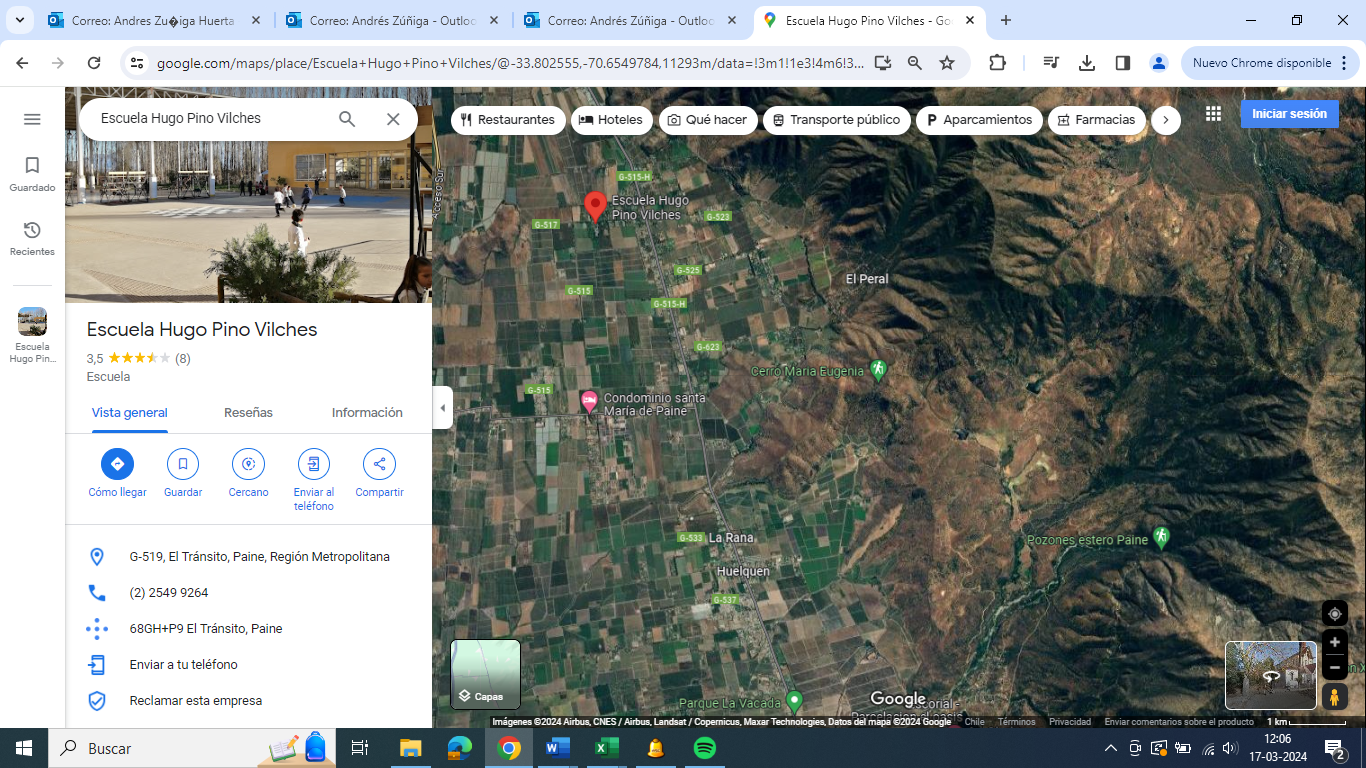 Correo: Andres Zu�iga Huerta
Correo: Andrés Zúñiga - Outloo
Correo: Andrés Zúñiga - Outloo
Escuela Hugo Pino Vilches - Goo
google.com/maps/place/Escuela+Hugo+Pino+Vilches/@-33.802555,-70.6549784,11293m/data=!3m1!1e3!4m6!3...
Nuevo Chrome disponible
Escuela Hugo Pino Vilches
Restaurantes
Hoteles
Qué hacer
Transporte público
Aparcamientos
Farmacias
Iniciar sesión
Guardado
Recientes
Escuela
Hugo Pin...
Escuela Hugo Pino Vilches
3,5 (8)
Escuela
Vista general
Reseñas
Información
Cómo llegar
Guardar
Cercano
Enviar al
teléfono
Compartir
G-519, El Tránsito, Paine, Región Metropolitana
(2) 2549 9264
68GH+P9 El Tránsito, Paine
Enviar a tu teléfono
Reclamar esta empresa
Acceso Sur
G-515-H
Escuela Hugo
Pino Vilches
G-517
G-523
G-525
El Peral
G-515
G-515-H
G-623
Cerro Maria Eugenia
G-515
Condominio santa
María de Paine
G-533
La Rana
Pozones estero Paine
Huelquen
G-537
Capas
Parque La Vacada
Google
Imágenes ©2024 Airbus, CNES / Airbus, Landsat / Copernicus, Maxar Technologies, Datos del mapa ©2024 Google
Chile
Términos
Privacidad
Enviar comentarios sobre el producto
1 km
Buscar
12:06
17-03-2024
2